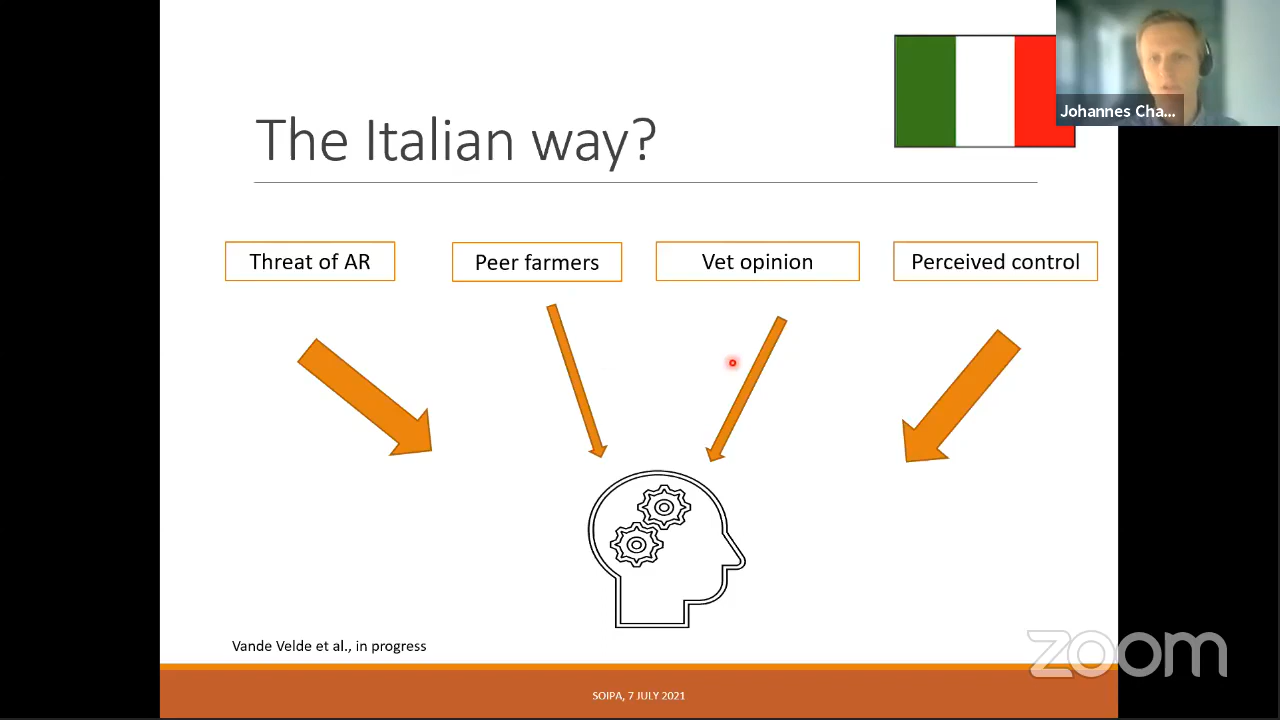 Johannes Cha...
The Italian way?
Threat of AR
Peer farmers
Vet opinion
Perceived control
Vande Velde et al., in progress
zoom
SOIPA, 7 JULY 2021